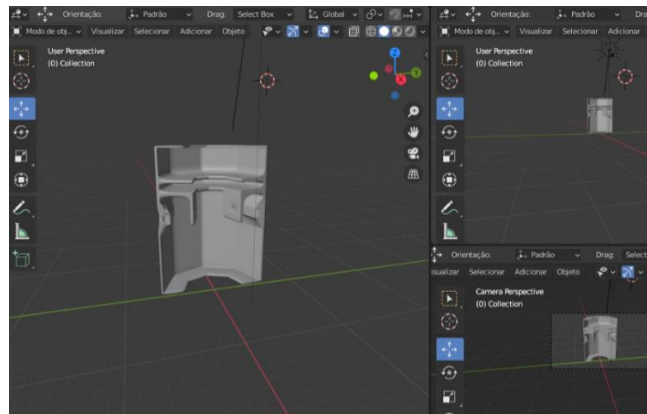 Orientação: Padrão Drag: Select Box Global
Modo de obj... Visualizar Selecionar Adicionar Objeto
User Perspective
(0) Collection
Z
Y
X
Orientação: Padrão Dra
Modo de obj... Visualizar Selecionar Adicionar
User Perspective
(0) Collection
Orientação: Padrão Drag: Select
isualizar Selecionar Adicionar Objeto
Camera Perspective
(0) Collection